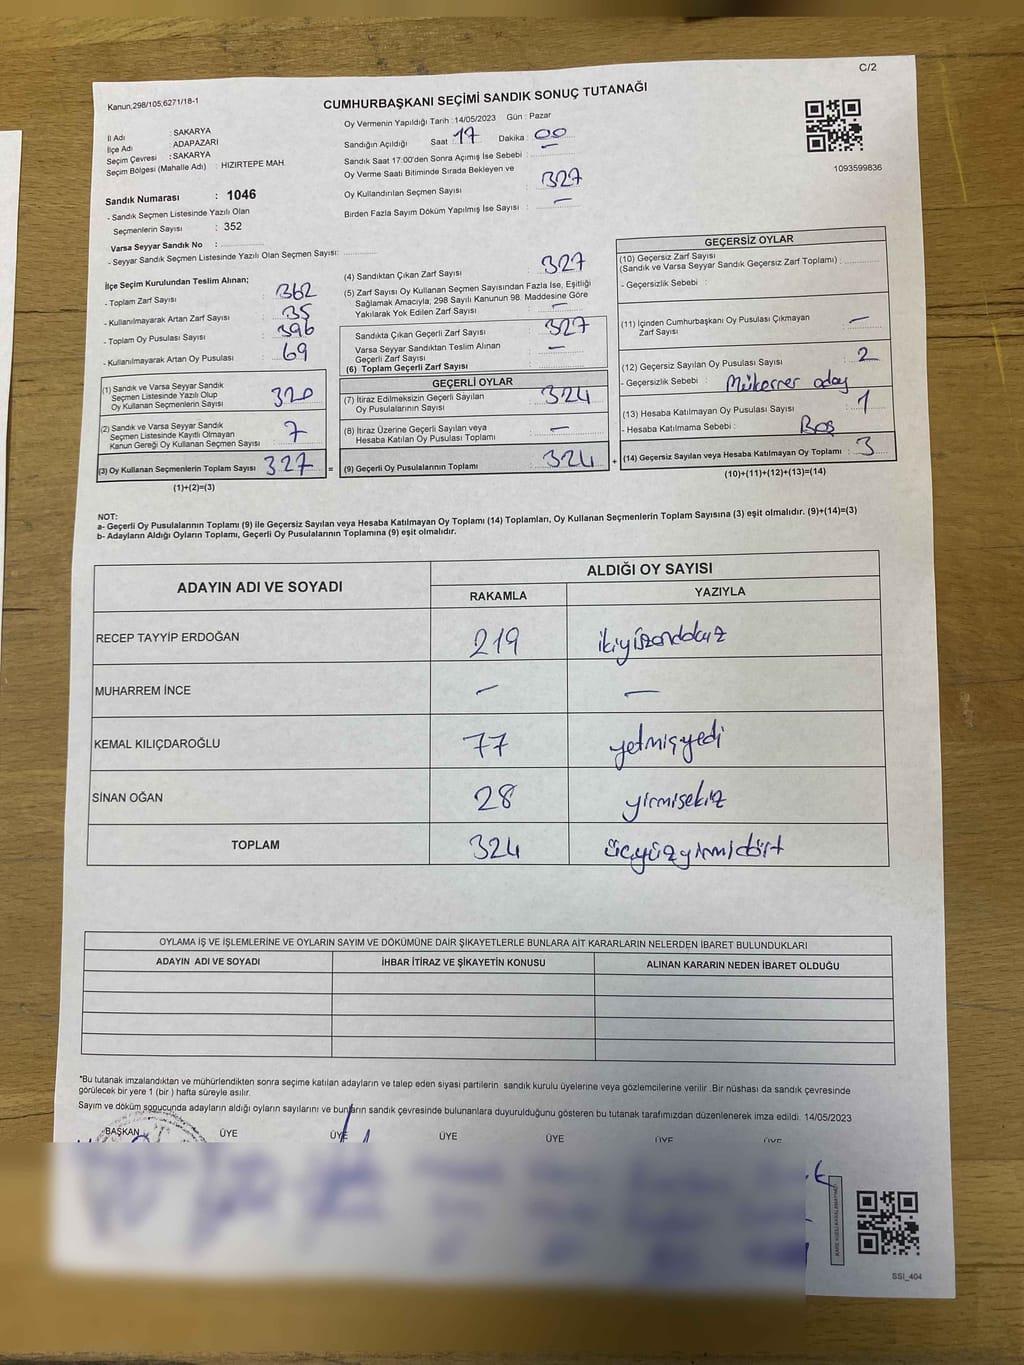 C/2
Kanun,298/105,6271/18-1
CUMHURBAŞKANI SEÇİMİ SANDIK SONUÇ TUTANAĞI
İl Adı : SAKARYA
İlçe Adı : ADAPAZARI
Seçim Çevresi : SAKARYA
Seçim Bölgesi (Mahalle Adı) : HIZIRTEPE MAH.
Sandık Numarası : 1046
- Sandık Seçmen Listesinde Yazılı Olan
Seçmenlerin Sayısı : 352
Varsa Seyyar Sandık No :
- Seyyar Sandık Seçmen Listesinde Yazılı Olan Seçmen Sayısı:
Oy Vermenin Yapıldığı Tarih : 14/05/2023 Gün : Pazar
Sandığın Açıldığı Saat 17 Dakika : 00
Sandık Saat 17:00'den Sonra Açımış İse Sebebi :
Oy Verme Saati Bitiminde Sırada Bekleyen ve
Oy Kullandırılan Seçmen Sayısı : 327
Birden Fazla Sayım Döküm Yapılmış İse Sayısı : —
1093599836
İlçe Seçim Kurulundan Teslim Alınan;
- Toplam Zarf Sayısı : 362
- Kullanılmayarak Artan Zarf Sayısı : 35
- Toplam Oy Pusulası Sayısı : 396
- Kullanılmayarak Artan Oy Pusulası : 69
(1) Sandık ve Varsa Seyyar Sandık
Seçmen Listesinde Yazılı Olup
Oy Kullanan Seçmenlerin Sayısı : 320
(2) Sandık ve Varsa Seyyar Sandık
Seçmen Listesinde Kayıtlı Olmayan
Kanun Gereği Oy Kullanan Seçmen Sayısı : 7
(3) Oy Kullanan Seçmenlerin Toplam Sayısı : 327 =
(1)+(2)=(3)
(4) Sandıktan Çıkan Zarf Sayısı : 327
(5) Zarf Sayısı Oy Kullanan Seçmen Sayısından Fazla İse, Eşitliği
Sağlamak Amacıyla, 298 Sayılı Kanunun 98. Maddesine Göre
Yakılarak Yok Edilen Zarf Sayısı : —
Sandıkta Çıkan Geçerli Zarf Sayısı : 327
Varsa Seyyar Sandıktan Teslim Alınan
Geçerli Zarf Sayısı : —
(6) Toplam Geçerli Zarf Sayısı :
GEÇERLİ OYLAR
(7) İtiraz Edilmeksizin Geçerli Sayılan
Oy Pusulalarının Sayısı : 324
(8) İtiraz Üzerine Geçerli Sayılan veya
Hesaba Katılan Oy Pusulası Toplamı : —
(9) Geçerli Oy Pusulalarının Toplamı : 324 +
GEÇERSİZ OYLAR
(10) Geçersiz Zarf Sayısı
(Sandık ve Varsa Seyyar Sandık Geçersiz Zarf Toplamı) :
- Geçersizlik Sebebi :
(11) İçinden Cumhurbaşkanı Oy Pusulası Çıkmayan
Zarf Sayısı : —
(12) Geçersiz Sayılan Oy Pusulası Sayısı : 2
- Geçersizlik Sebebi : Mükerrer aday
(13) Hesaba Katılmayan Oy Pusulası Sayısı : 1
- Hesaba Katılmama Sebebi : Boş
(14) Geçersiz Sayılan veya Hesaba Katılmayan Oy Toplamı : 3
(10)+(11)+(12)+(13)=(14)
NOT:
a- Geçerli Oy Pusulalarının Toplamı (9) ile Geçersiz Sayılan veya Hesaba Katılmayan Oy Toplamı (14) Toplamları, Oy Kullanan Seçmenlerin Toplam Sayısına (3) eşit olmalıdır. (9)+(14)=(3)
b- Adayların Aldığı Oyların Toplamı, Geçerli Oy Pusulalarının Toplamına (9) eşit olmalıdır.
ADAYIN ADI VE SOYADI ALDIĞI OY SAYISI
RAKAMLA YAZIYLA
RECEP TAYYİP ERDOĞAN 219 ikiyüzondokuz
MUHARREM İNCE — —
KEMAL KILIÇDAROĞLU 77 yetmişyedi
SİNAN OĞAN 28 yirmisekiz
TOPLAM 324 üçyüzyirmidört
OYLAMA İŞ VE İŞLEMLERİNE VE OYLARIN SAYIM VE DÖKÜMÜNE DAİR ŞİKAYETLERLE BUNLARA AİT KARARLARIN NELERDEN İBARET BULUNDUKLARI
ADAYIN ADI VE SOYADI İHBAR İTİRAZ VE ŞİKAYETİN KONUSU ALINAN KARARIN NEDEN İBARET OLDUĞU
*Bu tutanak imzalandıktan ve mühürlendikten sonra seçime katılan adayların ve talep eden siyasi partilerin sandık kurulu üyelerine veya gözlemcilerine verilir .Bir nüshası da sandık çevresinde
görülecek bir yere 1 (bir ) hafta süreyle asılır.
Sayım ve döküm sonucunda adayların aldığı oyların sayılarını ve bunların sandık çevresinde bulunanlara duyurulduğunu gösteren bu tutanak tarafımızdan düzenlenerek imza edildi. 14/05/2023
BAŞKAN ÜYE ÜYE ÜYE ÜYE ÜYE ÜYE
SSİ_404